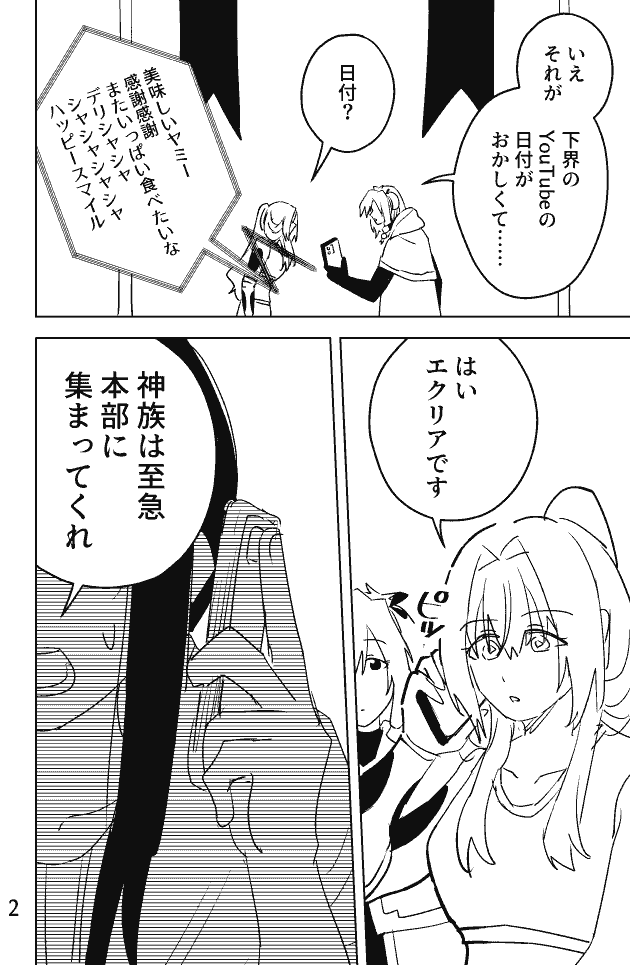 いえ
それが
下界の
YouTubeの
日付が
おかしくて……
日付？
美味しいヤミー
感謝感謝
またいっぱい食べたいな
デリシャシャ
シャシャシャシャ
ハッピースマイル
はい
エクリアです
ピッ
神族は至急
本部に
集まってくれ
2